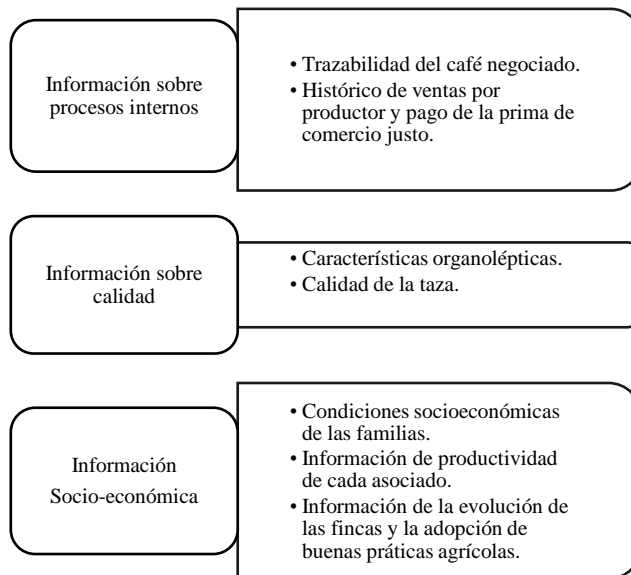 Información sobre
procesos internos
• Trazabilidad del café negociado.
• Histórico de ventas por
productor y pago de la prima de
comercio justo.
Información sobre
calidad
• Características organolépticas.
• Calidad de la taza.
Información
Socio-económica
• Condiciones socioeconómicas
de las familias.
• Información de productividad
de cada asociado.
• Información de la evolución de
las fincas y la adopción de
buenas práticas agrícolas.